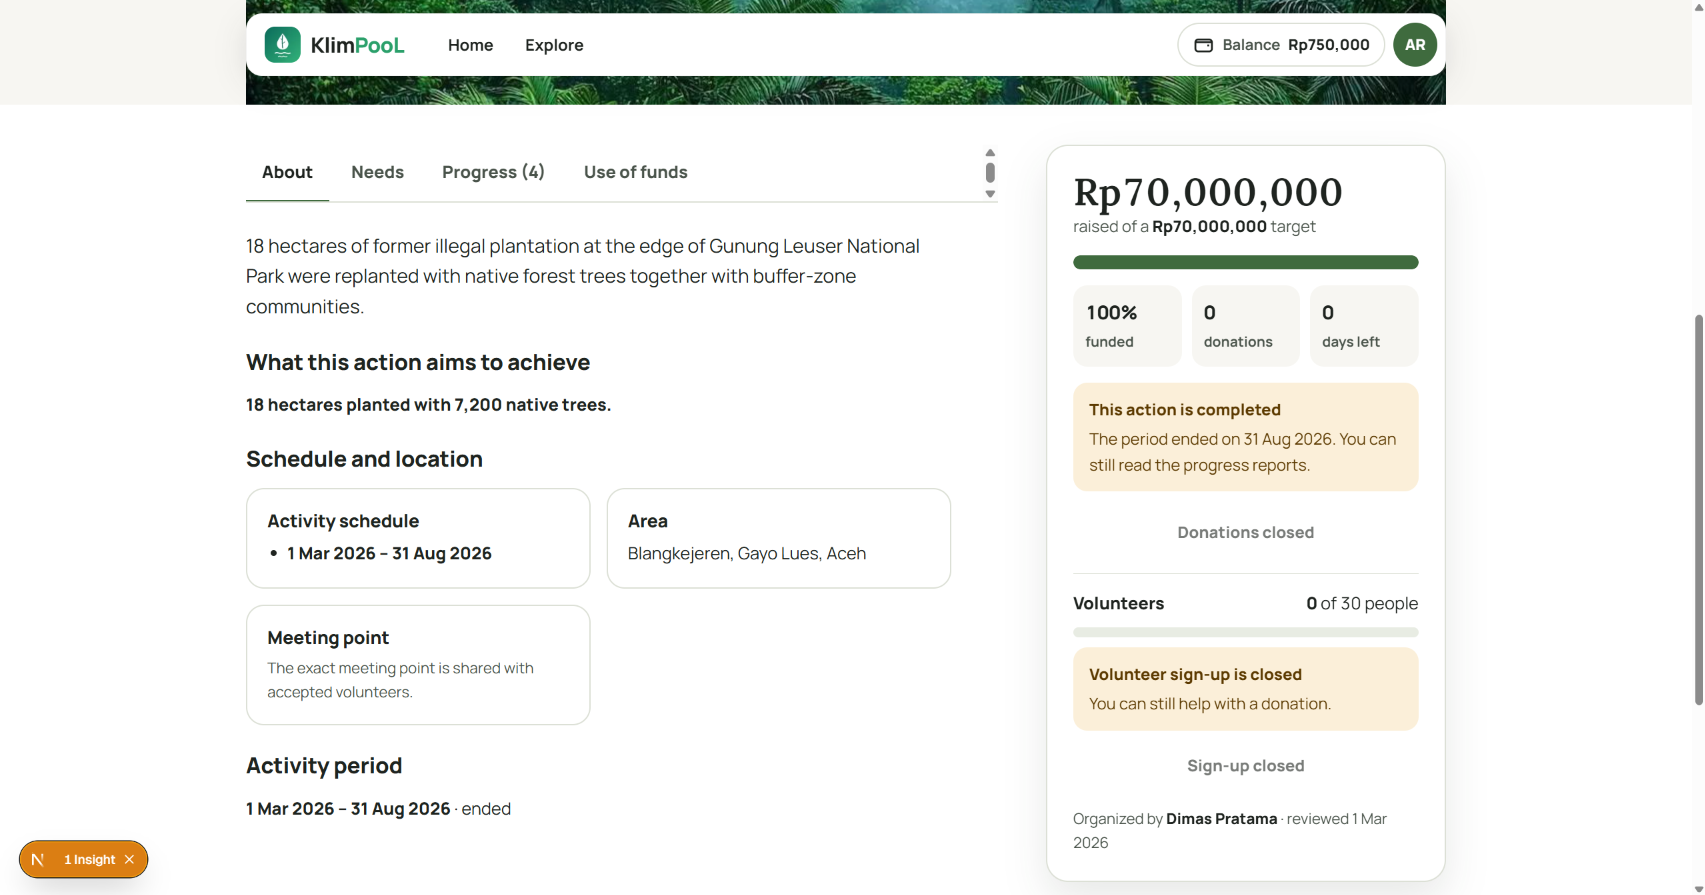 KlimPooL
Home
Explore
Balance Rp750,000
AR
About
Needs
Progress (4)
Use of funds
18 hectares of former illegal plantation at the edge of Gunung Leuser National
Park were replanted with native forest trees together with buffer-zone
communities.
What this action aims to achieve
18 hectares planted with 7,200 native trees.
Schedule and location
Activity schedule
• 1 Mar 2026 – 31 Aug 2026
Area
Blangkejeren, Gayo Lues, Aceh
Meeting point
The exact meeting point is shared with
accepted volunteers.
Activity period
1 Mar 2026 – 31 Aug 2026 · ended
Rp70,000,000
raised of a Rp70,000,000 target
100%
funded
0
donations
0
days left
This action is completed
The period ended on 31 Aug 2026. You can
still read the progress reports.
Donations closed
Volunteers
0 of 30 people
Volunteer sign-up is closed
You can still help with a donation.
Sign-up closed
Organized by Dimas Pratama · reviewed 1 Mar
2026
N 1 Insight ×